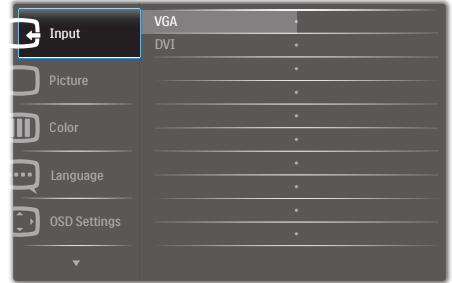 Input
VGA
DVI
Picture
Color
Language
OSD Settings